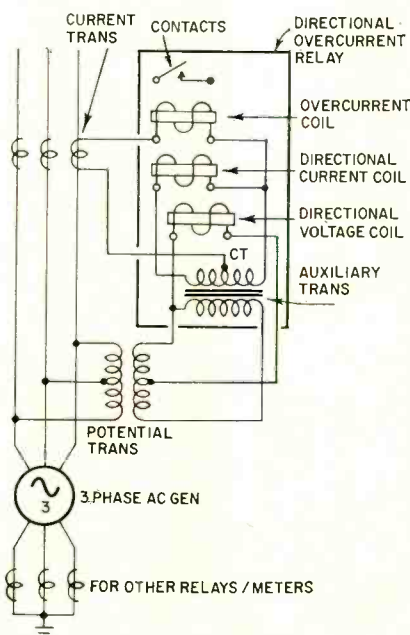 CURRENT
TRANS
CONTACTS
DIRECTIONAL
OVERCURRENT
RELAY
OVERCURRENT
COIL
DIRECTIONAL
CURRENT COIL
DIRECTIONAL
VOLTAGE COIL
CT
AUXILIARY
TRANS
POTENTIAL
TRANS
3
3 PHASE AC GEN
FOR OTHER RELAYS / METERS